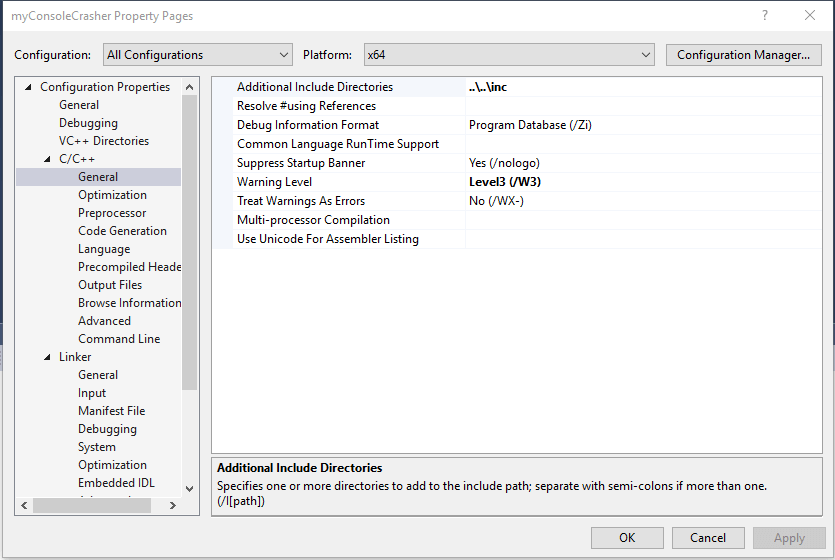 myConsoleCrasher Property Pages
?
Configuration: All Configurations Platform: x64 Configuration Manager...
Configuration Properties
General
Debugging
VC++ Directories
C/C++
General
Optimization
Preprocessor
Code Generation
Language
Precompiled Heade
Output Files
Browse Information
Advanced
Command Line
Linker
General
Input
Manifest File
Debugging
System
Optimization
Embedded IDL
Additional Include Directories ..\..\inc
Resolve #using References
Debug Information Format Program Database (/Zi)
Common Language RunTime Support
Suppress Startup Banner Yes (/nologo)
Warning Level Level3 (/W3)
Treat Warnings As Errors No (/WX-)
Multi-processor Compilation
Use Unicode For Assembler Listing
Additional Include Directories
Specifies one or more directories to add to the include path; separate with semi-colons if more than one.
(/I[path])
OK Cancel Apply